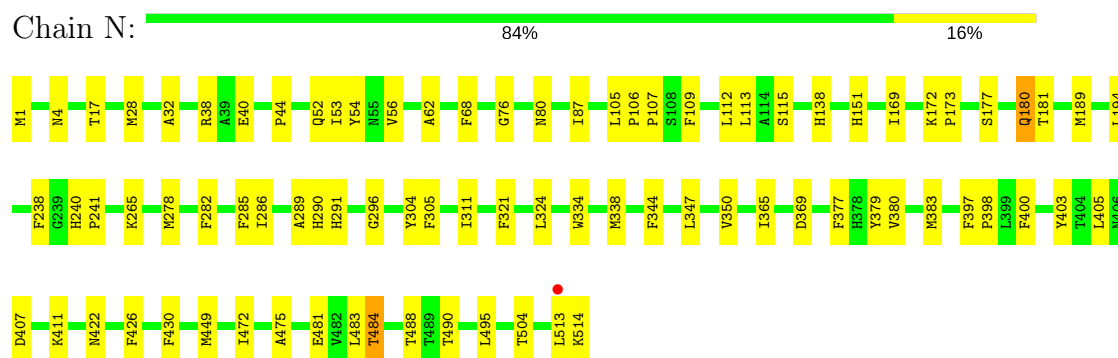 Chain N:
84% 16%
M1 N4 T17 M28 A32 R38 A39 E40 P44 Q52 I53 Y54 N55 V56 A62 F68 G76 N80 I87 L105 P106 P107 S108 F109 L112 L113 A114 S115 H138 H151 I169 K172 P173 S177 Q180 T181 M189 L194
F238 G239 H240 P241 K265 M278 F282 F285 I286 A289 H290 H291 G296 Y304 F305 I311 F321 L324 W334 M338 F344 L347 V350 I365 D369 F377 H378 Y379 V380 M383 F397 P398 L399 F400 Y403 T404 L405 N406
D407 K411 N422 F426 F430 M449 I472 A475 E481 V482 L483 T484 T488 T489 T490 L495 T504 L513 K514